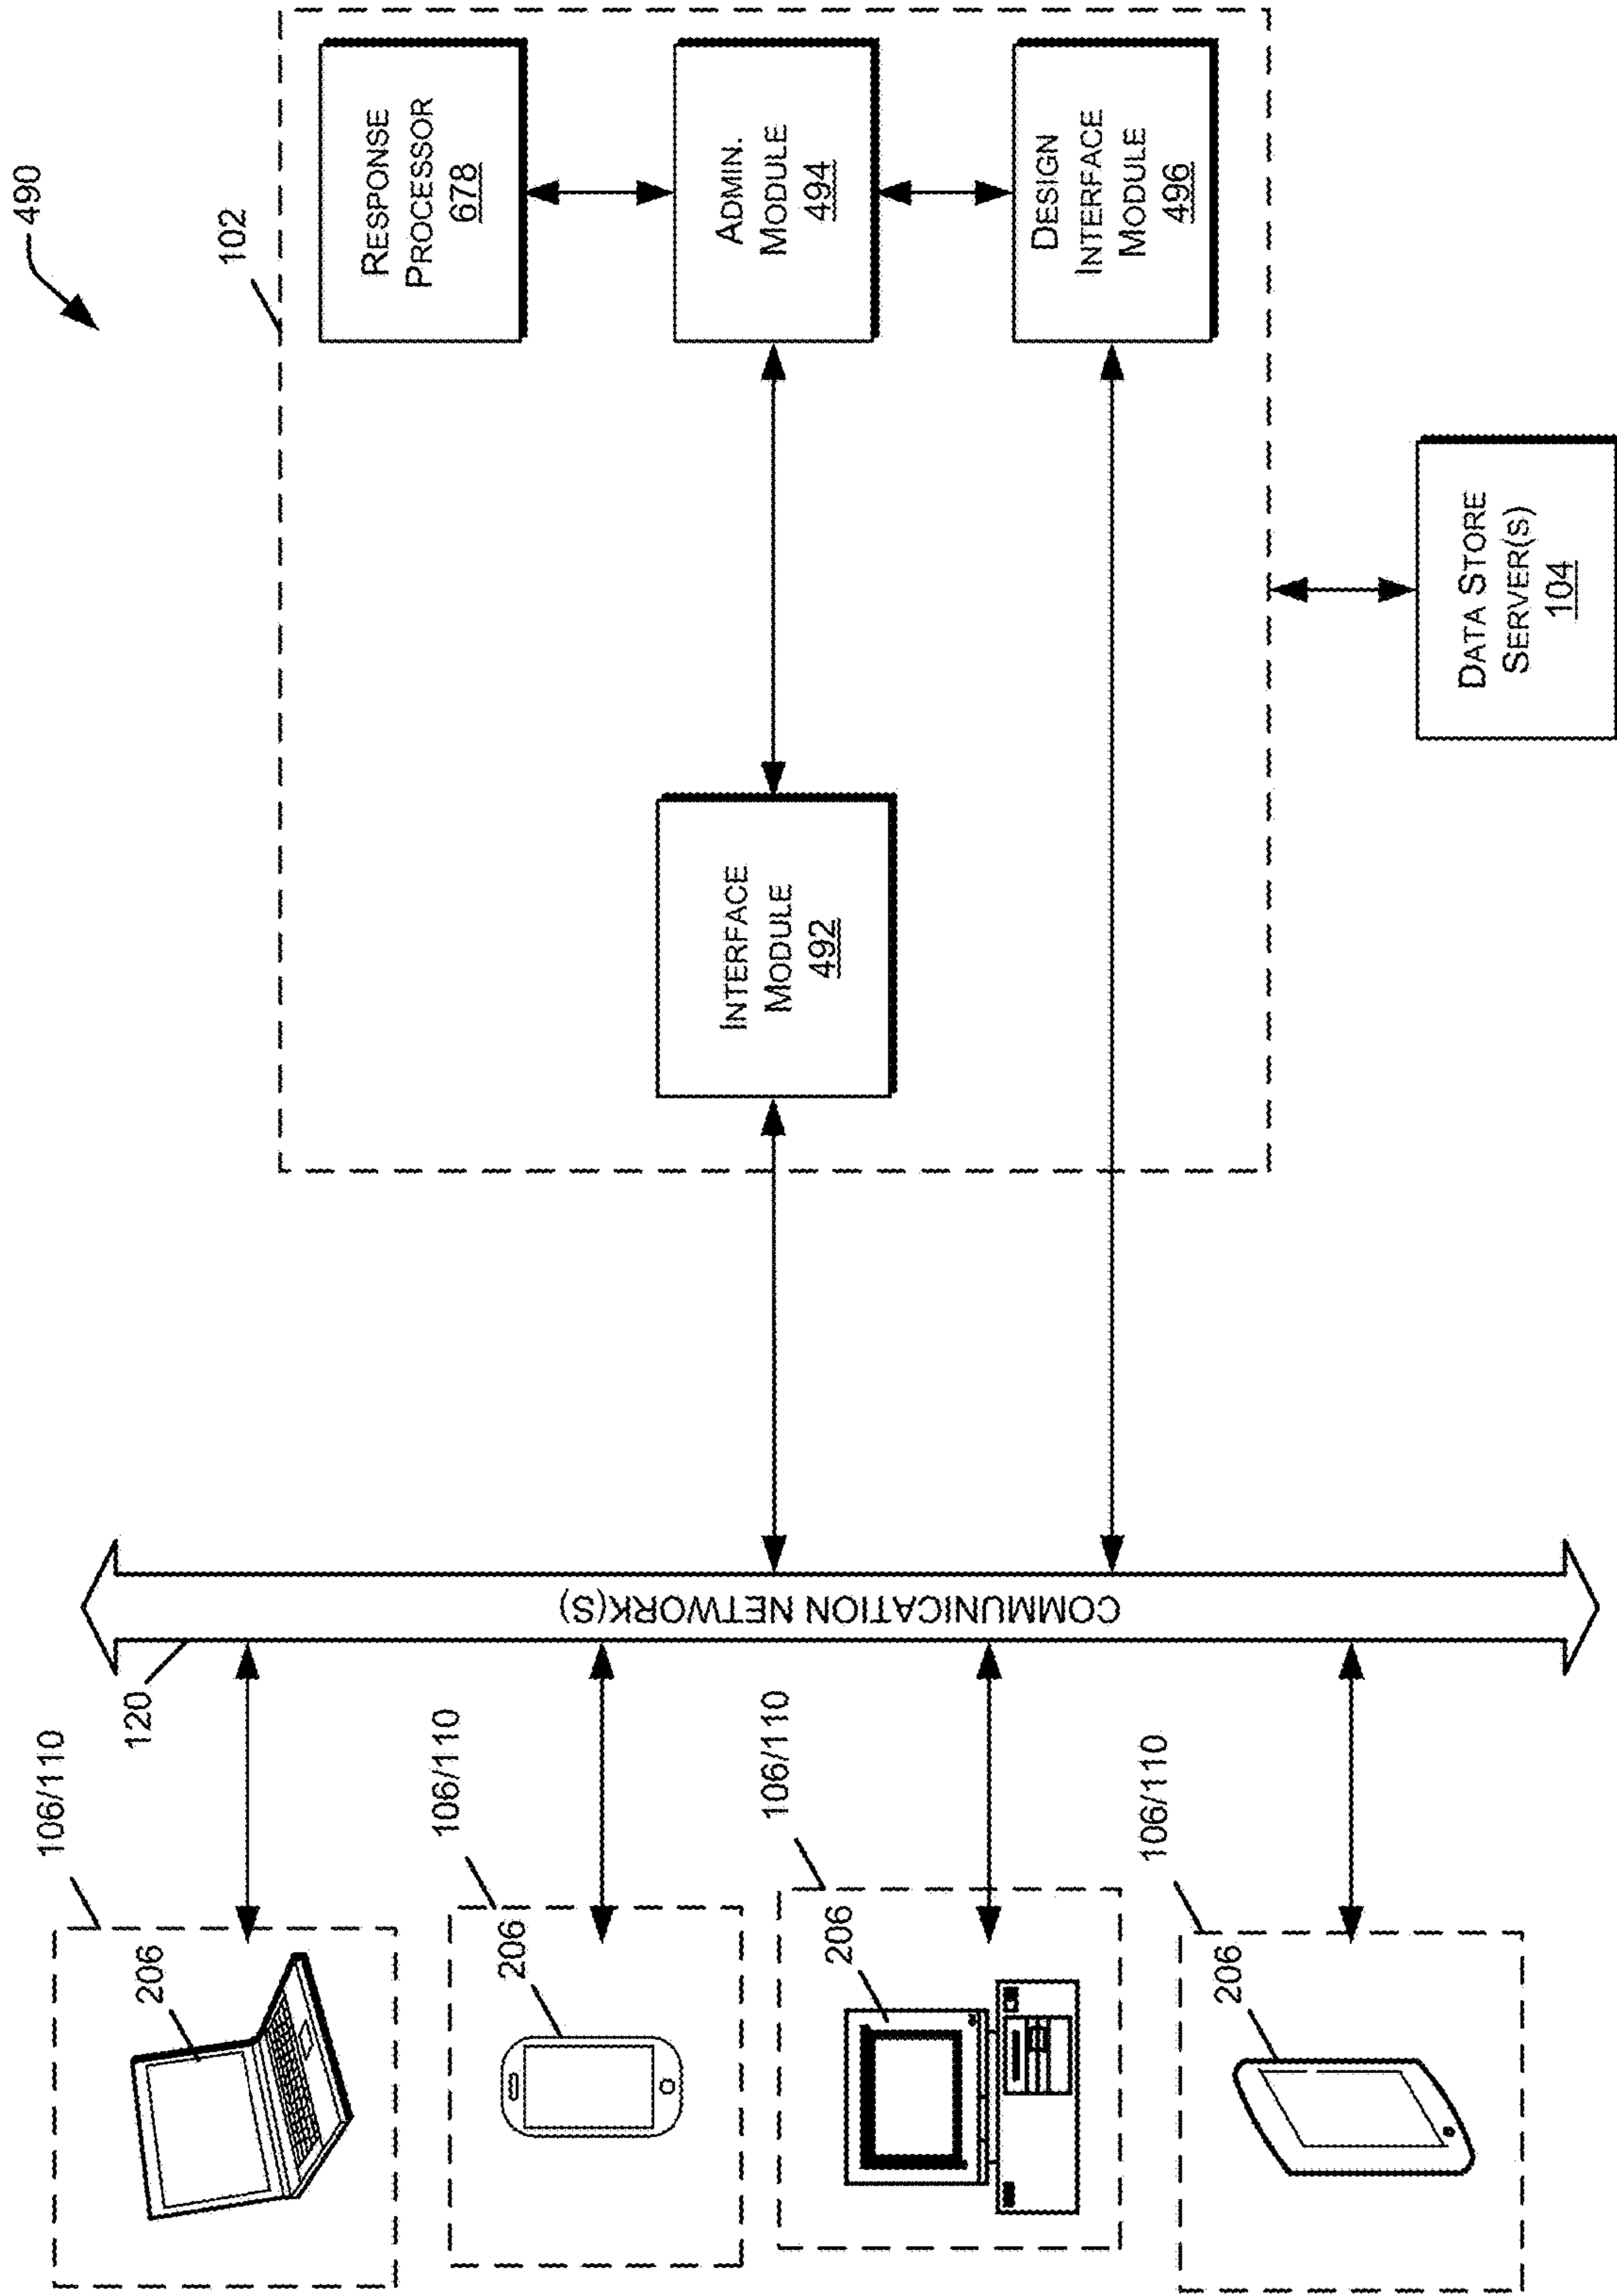 490
102
RESPONSE
PROCESSOR
678
ADMIN.
MODULE
494
DESIGN
INTERFACE
MODULE
496
INTERFACE
MODULE
492
DATA STORE
SERVER(S)
104
COMMUNICATION NETWORK(S)
120
106/110
206
106/110
206
106/110
206
106/110
206